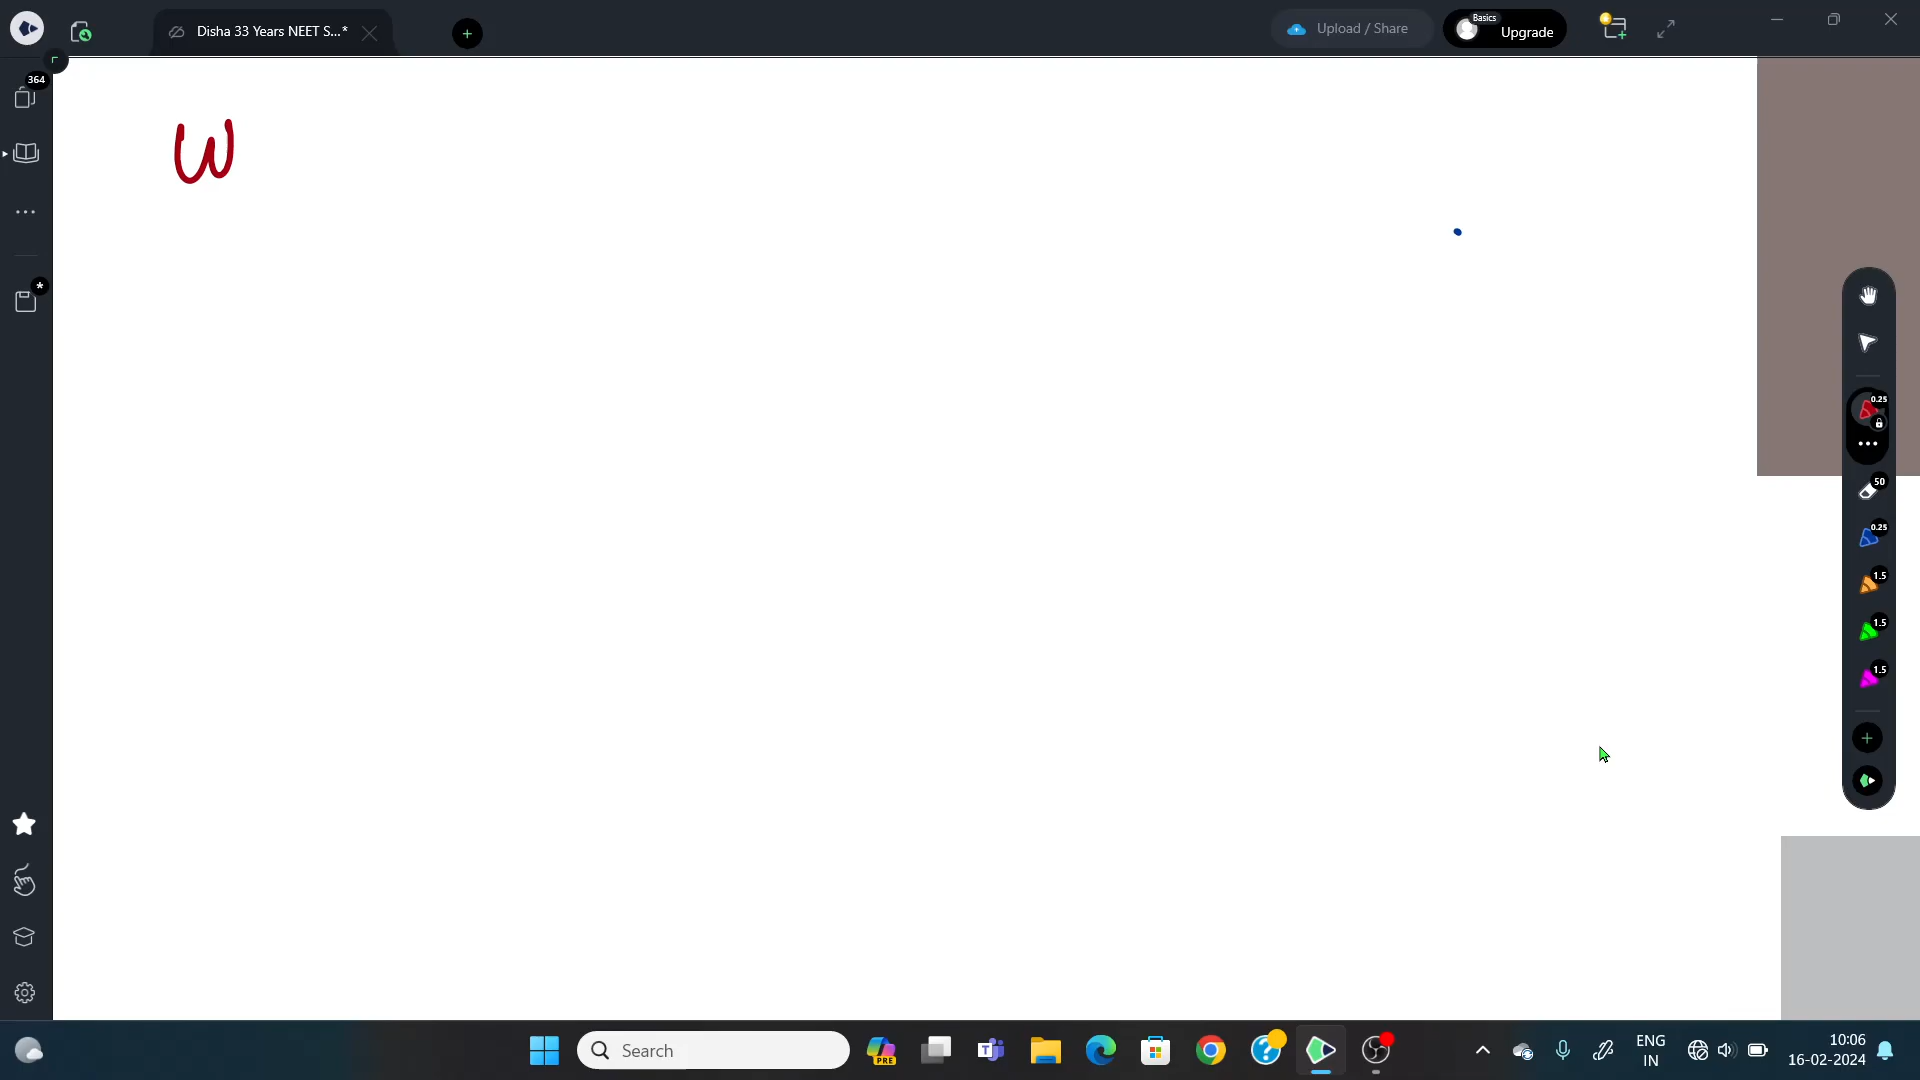 Disha 33 Years NEET S...*
Upload / Share
Basics
Upgrade
364
W
*
0.25
50
0.25
1.5
1.5
1.5
Search
PRE
ENG
IN
10:06
16-02-2024